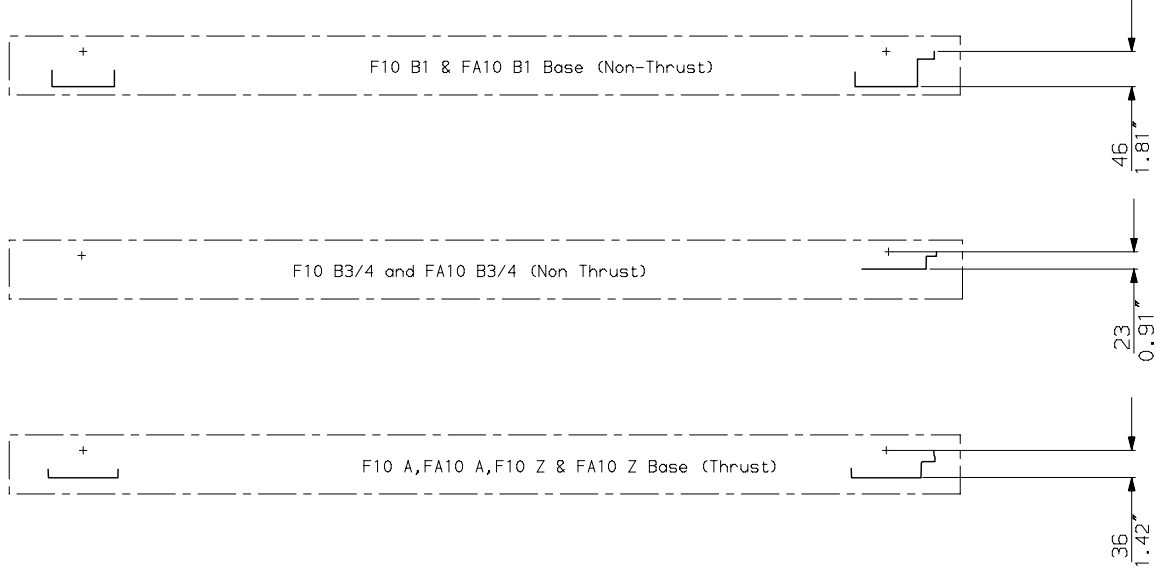 F10 B1 & FA10 B1 Base (Non-Thrust)
46
1.81"
F10 B3/4 and FA10 B3/4 (Non Thrust)
23
0.91"
F10 A,FA10 A,F10 Z & FA10 Z Base (Thrust)
36
1.42"